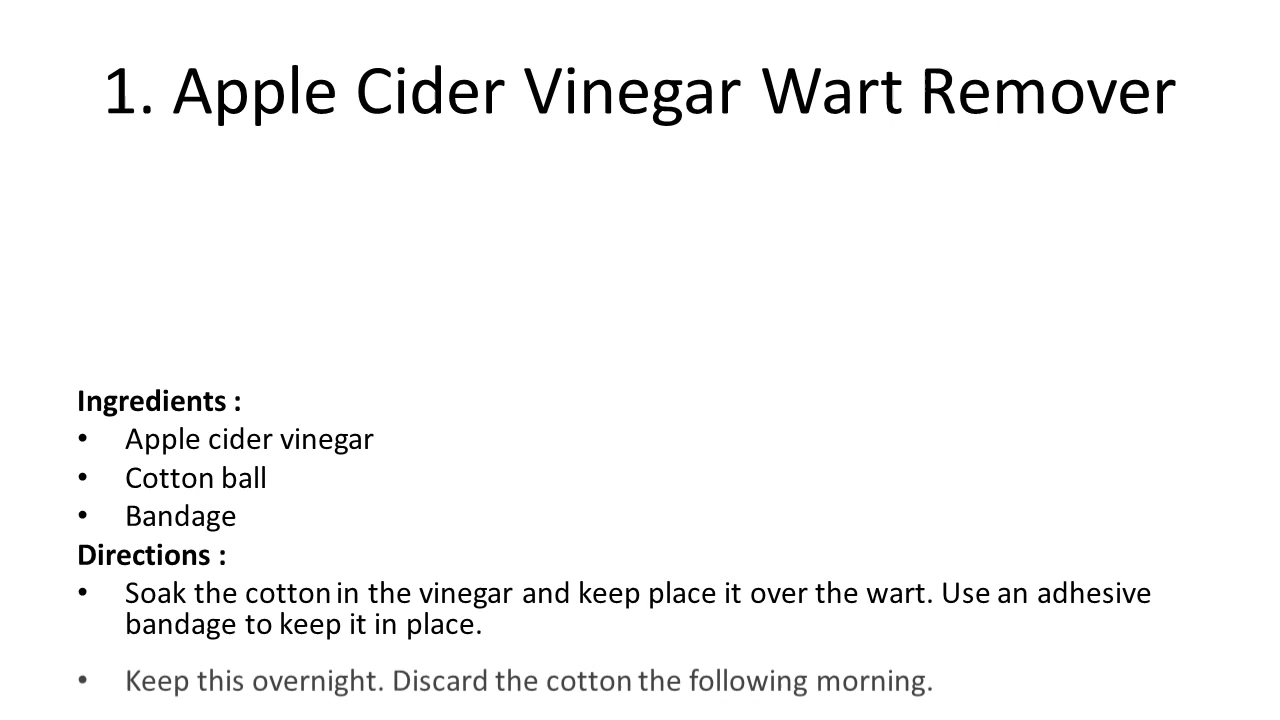 1. Apple Cider Vinegar Wart Remover
Ingredients :
• Apple cider vinegar
• Cotton ball
• Bandage
Directions :
• Soak the cotton in the vinegar and keep place it over the wart. Use an adhesive
bandage to keep it in place.
• Keep this overnight. Discard the cotton the following morning.